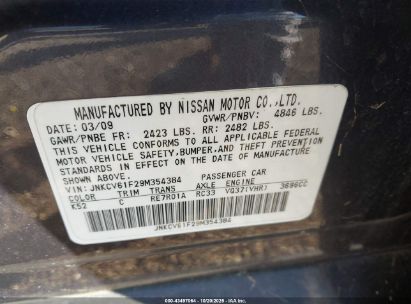 MANUFACTURED BY NISSAN MOTOR CO.,LTD.
DATE: 03/09 GVWR/PNBV: 4846 LBS.
GAWR/PNBE FR: 2423 LBS. RR: 2482 LBS.
THIS VEHICLE CONFORMS TO ALL APPLICABLE FEDERAL
MOTOR VEHICLE SAFETY, BUMPER, AND THEFT PREVENTION
STANDARDS IN EFFECT ON THE DATE OF MANUFACTURE
SHOWN ABOVE.
VIN: JNKCV61F29M354384 PASSENGER CAR
COLOR TRIM TRANS AXLE ENGINE
K52 C RE7R01A RC33 VQ37(VHR) 3696CC
JNKCV61F29M354384